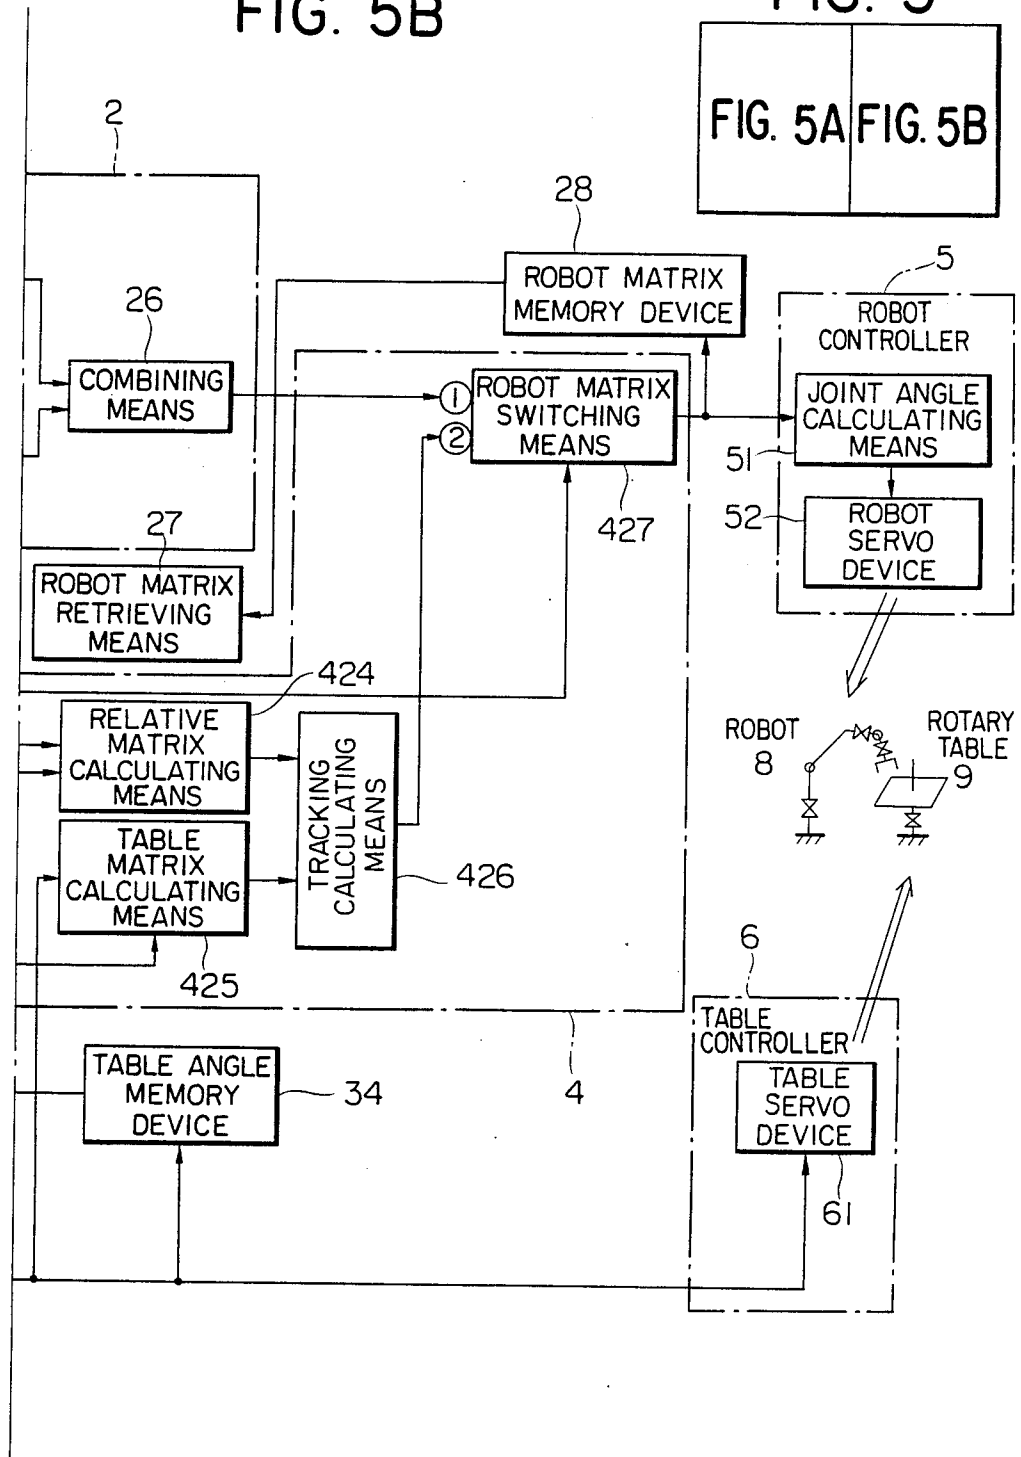 FIG. 5B
FIG. 5
FIG. 5A
FIG. 5B
2
28
ROBOT MATRIX
MEMORY DEVICE
5
ROBOT
CONTROLLER
26
COMBINING
MEANS
①
②
ROBOT MATRIX
SWITCHING
MEANS
427
JOINT ANGLE
CALCULATING
MEANS
51
52
ROBOT
SERVO
DEVICE
27
ROBOT MATRIX
RETRIEVING
MEANS
424
RELATIVE
MATRIX
CALCULATING
MEANS
TRACKING
CALCULATING
MEANS
426
TABLE
MATRIX
CALCULATING
MEANS
425
ROBOT
8
ROTARY
TABLE
9
4
6
TABLE
CONTROLLER
TABLE
SERVO
DEVICE
61
TABLE ANGLE
MEMORY
DEVICE
34